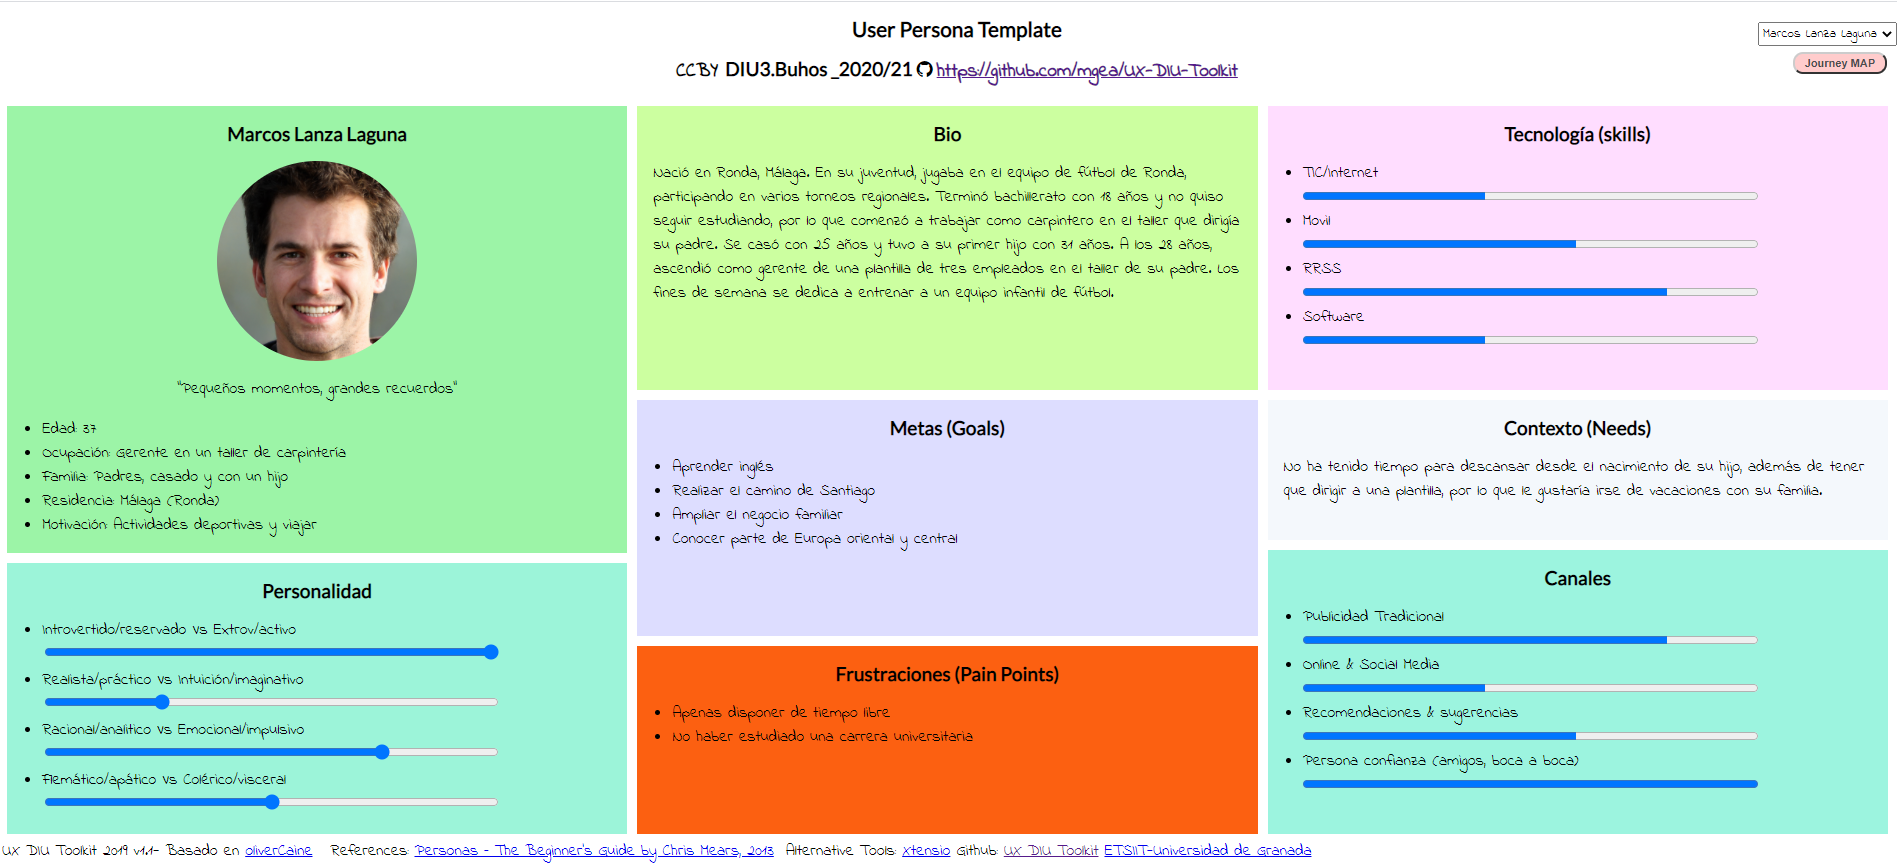 User Persona Template
Marcos Lanza Laguna
CCBY DIU3.Buhos _2020/21 https://github.com/mgea/UX-DIU-Toolkit
Journey MAP
Marcos Lanza Laguna
"Pequeños momentos, grandes recuerdos"
Edad: 37
Ocupación: Gerente en un taller de carpintería
Familia: Padres, casado y con un hijo
Residencia: Málaga (Ronda)
Motivación: Actividades deportivas y viajar
Personalidad
Introvertido/reservado Vs Extrov/activo
Realista/práctico Vs Intuición/imaginativo
Racional/analítico Vs Emocional/impulsivo
Flemático/apático Vs Colérico/visceral
Bio
Nació en Ronda, Málaga. En su juventud, jugaba en el equipo de fútbol de Ronda,
participando en varios torneos regionales. Terminó bachillerato con 18 años y no quiso
seguir estudiando, por lo que comenzó a trabajar como carpintero en el taller que dirigía
su padre. Se casó con 25 años y tuvo a su primer hijo con 31 años. A los 28 años,
ascendió como gerente de una plantilla de tres empleados en el taller de su padre. Los
fines de semana se dedica a entrenar a un equipo infantil de fútbol.
Metas (Goals)
Aprender inglés
Realizar el camino de Santiago
Ampliar el negocio familiar
Conocer parte de Europa oriental y central
Frustraciones (Pain Points)
Apenas disponer de tiempo libre
No haber estudiado una carrera universitaria
Tecnología (skills)
TIC/Internet
Movil
RRSS
Software
Contexto (Needs)
No ha tenido tiempo para descansar desde el nacimiento de su hijo, además de tener
que dirigir a una plantilla, por lo que le gustaría irse de vacaciones con su familia.
Canales
Publicidad Tradicional
Online & Social Media
Recomendaciones & sugerencias
Persona confianza (amigos, boca a boca)
UX DIU Toolkit 2019 v1.1- Basado en oliverCaine References: Personas - The Beginner's Guide by Chris Mears, 2013 Alternative Tools: Xtensio Github: UX DIU Toolkit ETSIIT-Universidad de Granada